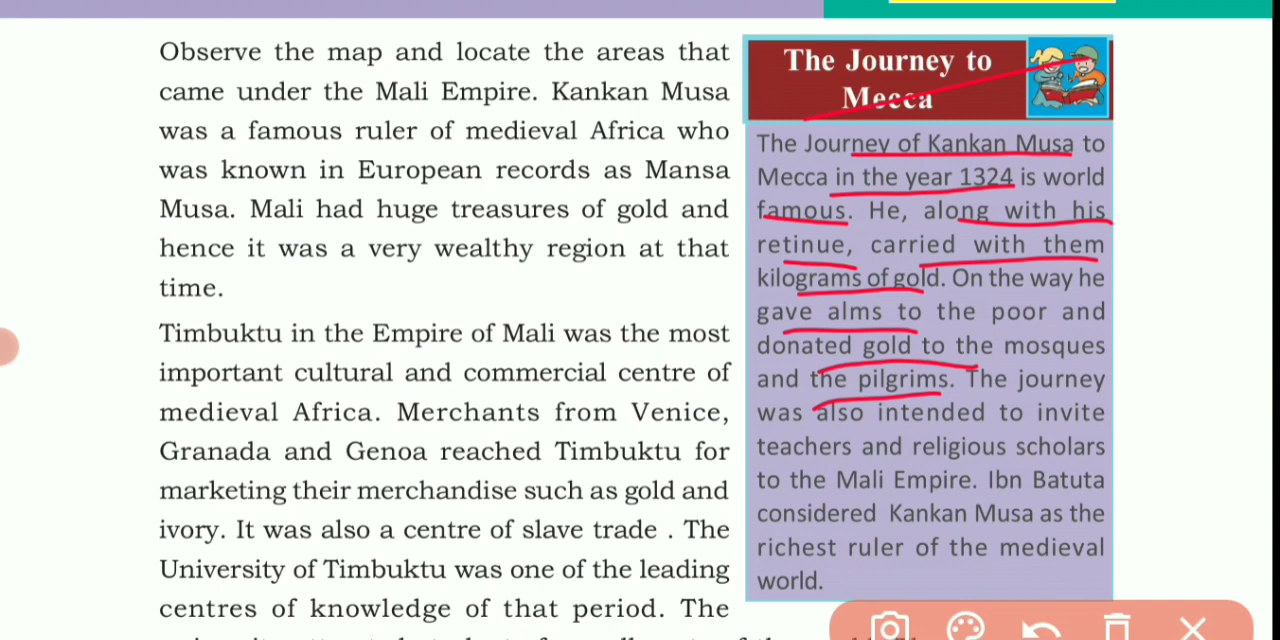 Observe the map and locate the areas that
came under the Mali Empire. Kankan Musa
was a famous ruler of medieval Africa who
was known in European records as Mansa
Musa. Mali had huge treasures of gold and
hence it was a very wealthy region at that
time.
Timbuktu in the Empire of Mali was the most
important cultural and commercial centre of
medieval Africa. Merchants from Venice,
Granada and Genoa reached Timbuktu for
marketing their merchandise such as gold and
ivory. It was also a centre of slave trade . The
University of Timbuktu was one of the leading
centres of knowledge of that period. The
The Journey to
Mecca
The Journey of Kankan Musa to
Mecca in the year 1324 is world
famous. He, along with his
retinue, carried with them
kilograms of gold. On the way he
gave alms to the poor and
donated gold to the mosques
and the pilgrims. The journey
was also intended to invite
teachers and religious scholars
to the Mali Empire. Ibn Batuta
considered Kankan Musa as the
richest ruler of the medieval
world.